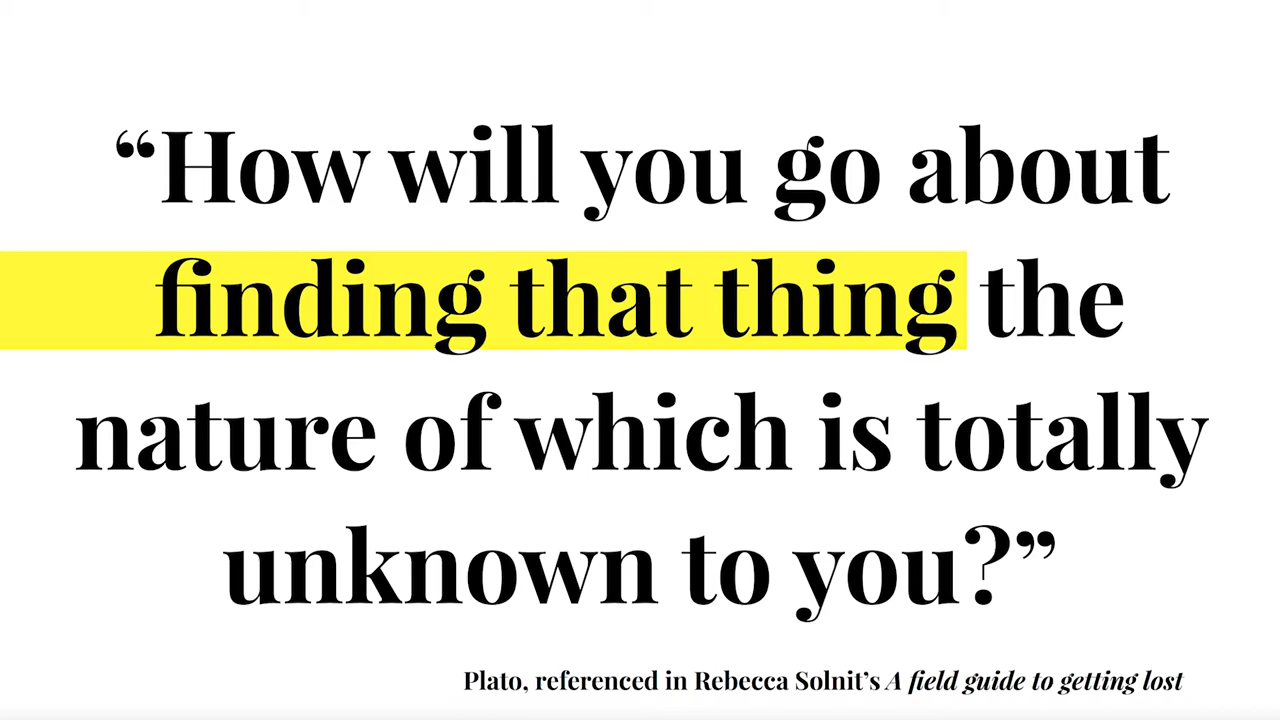 “How will you go about
finding that thing the
nature of which is totally
unknown to you?”
Plato, referenced in Rebecca Solnit’s A field guide to getting lost